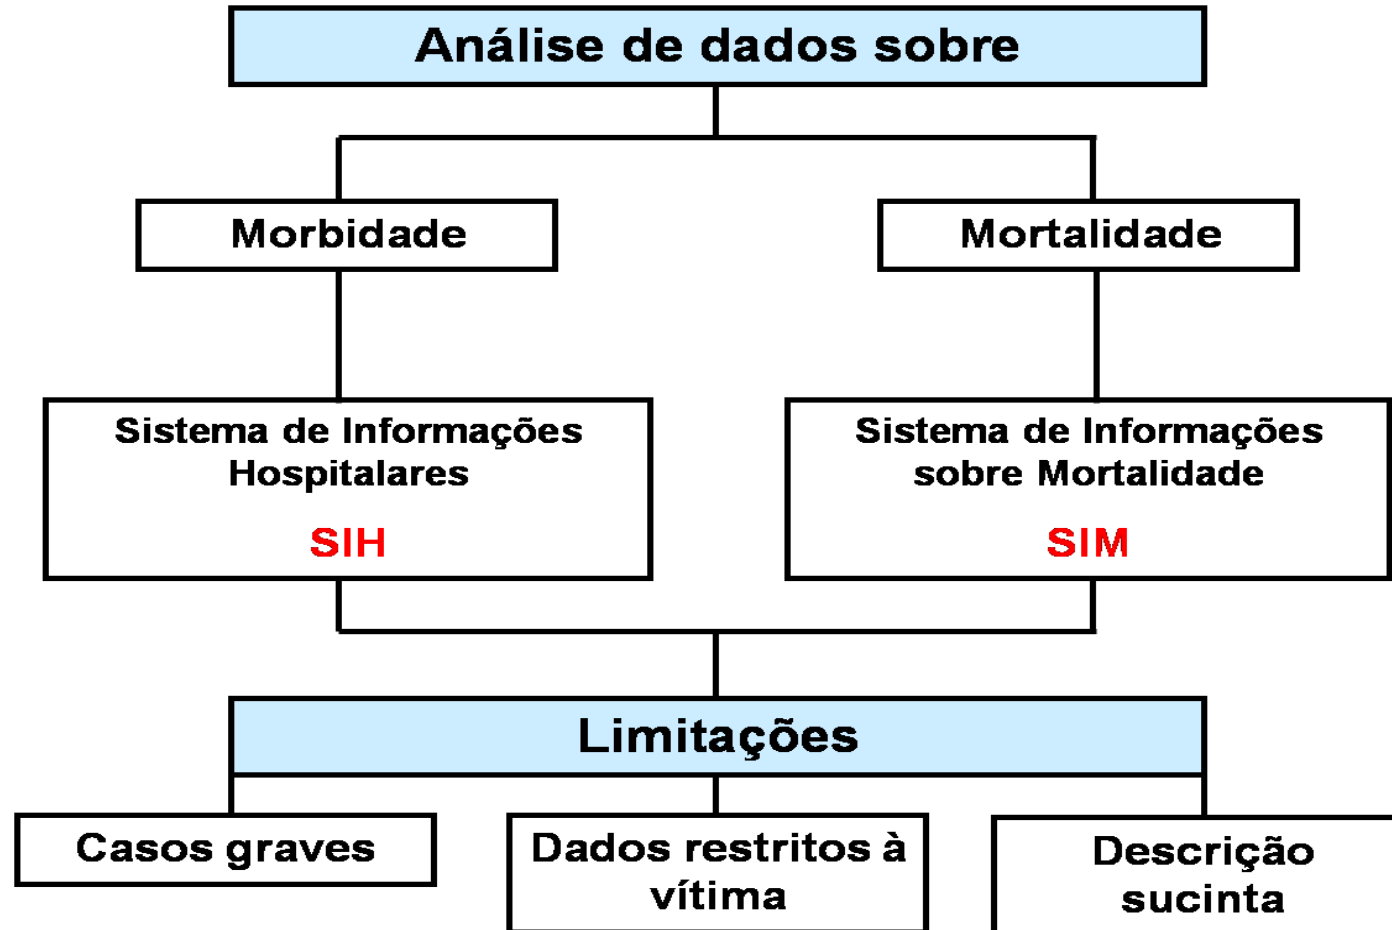 Análise de dados sobre
Morbidade
Mortalidade
Sistema de Informações
Hospitalares
SIH
Sistema de Informações
sobre Mortalidade
SIM
Limitações
Casos graves
Dados restritos à
vítima
Descrição
sucinta